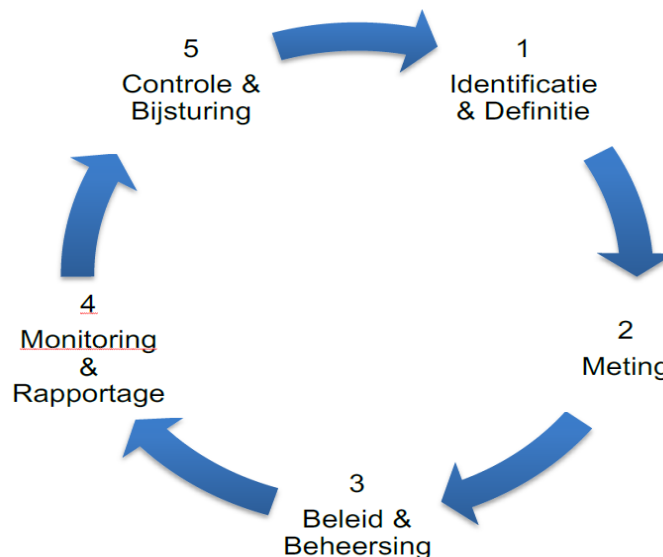 1
Identificatie
& Definitie
2
Meting
3
Beleid &
Beheersing
4
Monitoring
&
Rapportage
5
Controle &
Bijsturing